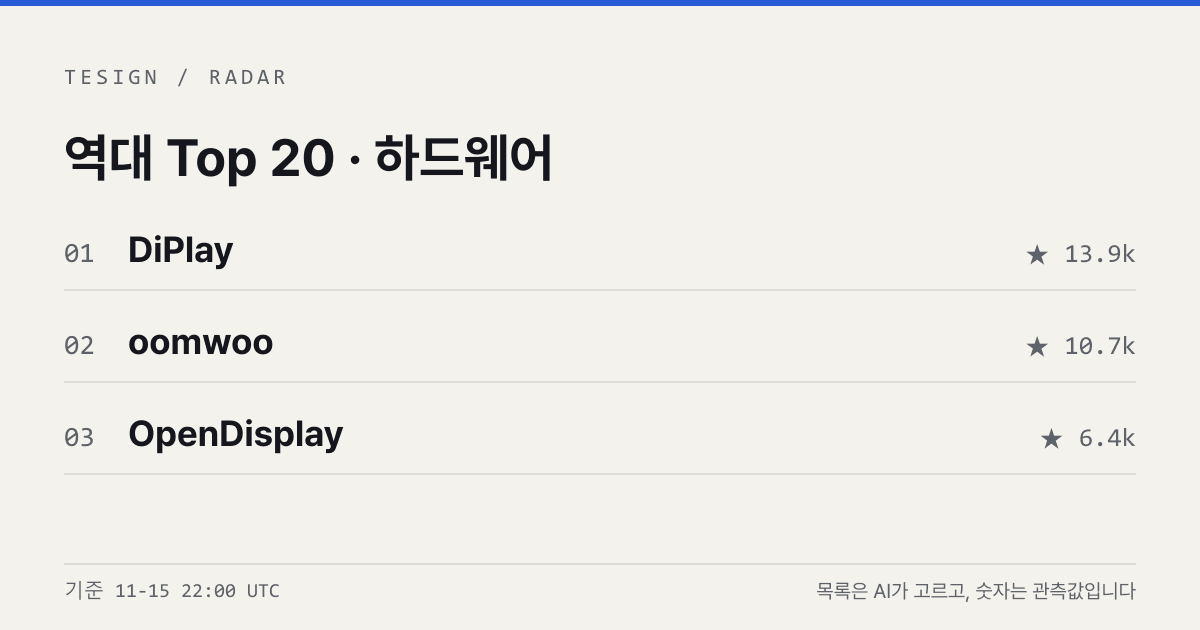 TESIGN / RADAR
역대 Top 20 · 하드웨어
01 DiPlay ★ 13.9k
02 oomwoo ★ 10.7k
03 OpenDisplay ★ 6.4k
기준 11-15 22:00 UTC
목록은 AI가 고르고, 숫자는 관측값입니다